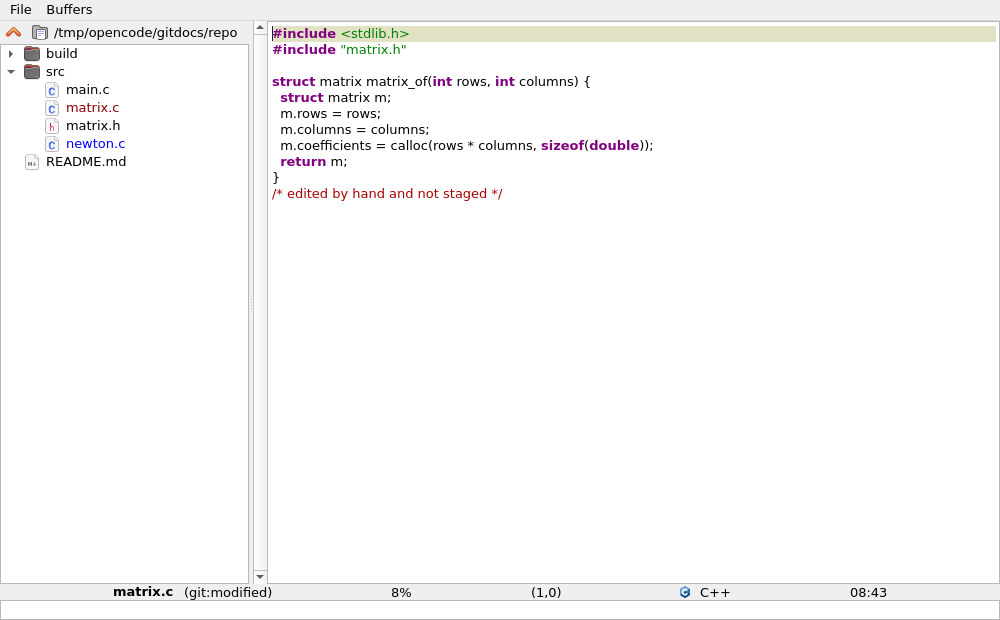 File Buffers
/tmp/opencode/gitdocs/repo
build
src
main.c
matrix.c
matrix.h
newton.c
README.md
#include <stdlib.h>
#include "matrix.h"
struct matrix matrix_of(int rows, int columns) {
  struct matrix m;
  m.rows = rows;
  m.columns = columns;
  m.coefficients = calloc(rows * columns, sizeof(double));
  return m;
}
/* edited by hand and not staged */
matrix.c (git:modified) 8% (1,0) C++ 08:43